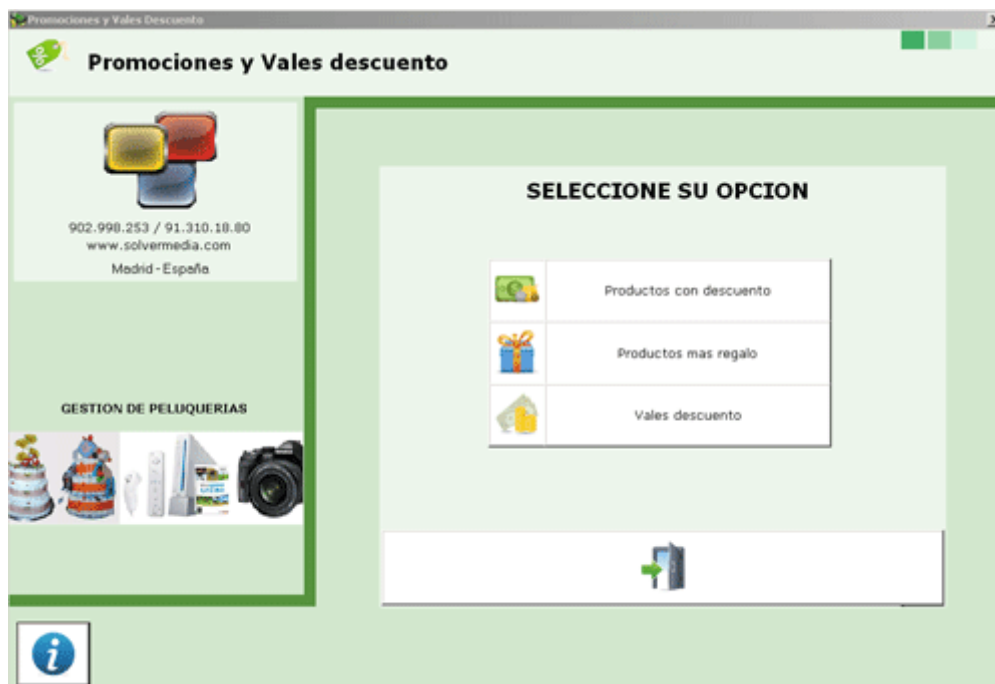 Promociones y Vales Descuento
Promociones y Vales descuento
902.998.253 / 91.310.18.80
www.solvermedia.com
Madrid - España
GESTION DE PELUQUERIAS
SELECCIONE SU OPCION
Productos con descuento
Productos mas regalo
Vales descuento